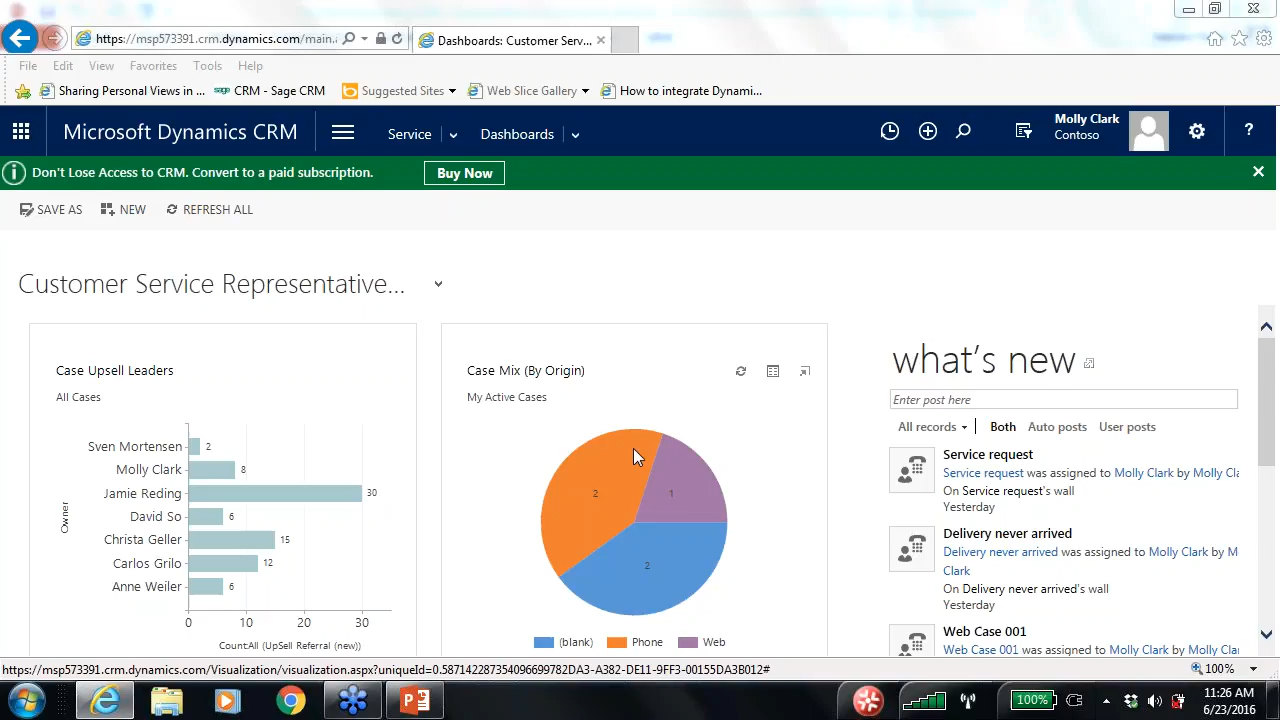 https://msp573391.crm.dynamics.com/main.a
Dashboards: Customer Serv...
File Edit View Favorites Tools Help
Sharing Personal Views in ...
sage CRM - Sage CRM
Suggested Sites
Web Slice Gallery
How to integrate Dynami...
Microsoft Dynamics CRM
Service
Dashboards
Molly Clark
Contoso
?
Don't Lose Access to CRM. Convert to a paid subscription.
Buy Now
SAVE AS
NEW
REFRESH ALL
Customer Service Representative...
Case Upsell Leaders
All Cases
Owner
Sven Mortensen 2
Molly Clark 8
Jamie Reding 30
David So 6
Christa Geller 15
Carlos Grilo 12
Anne Weiler 6
0 10 20 30
Count:All (UpSell Referral (new))
Case Mix (By Origin)
My Active Cases
2
1
2
(blank) Phone Web
what's new
Enter post here
All records Both Auto posts User posts
Service request
Service request was assigned to Molly Clark by Molly Cla
On Service request's wall
Yesterday
Delivery never arrived
Delivery never arrived was assigned to Molly Clark by M
Clark
On Delivery never arrived's wall
Yesterday
Web Case 001
Web Case 001 was assigned to Molly Clark by Molly Cla
https://msp573391.crm.dynamics.com/Visualization/visualization.aspx?uniqueId=0.587142287354096699782DA3-A382-DE11-9FF3-00155DA3B012#
100%
100%
11:26 AM
6/23/2016